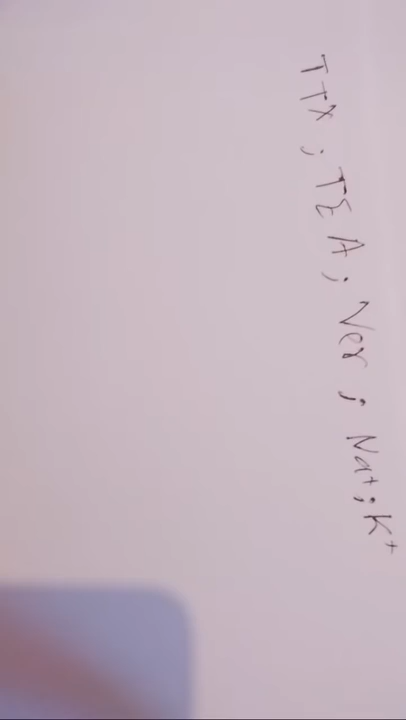 TTX ; TEA ; Ver ; Na⁺ ; K⁺